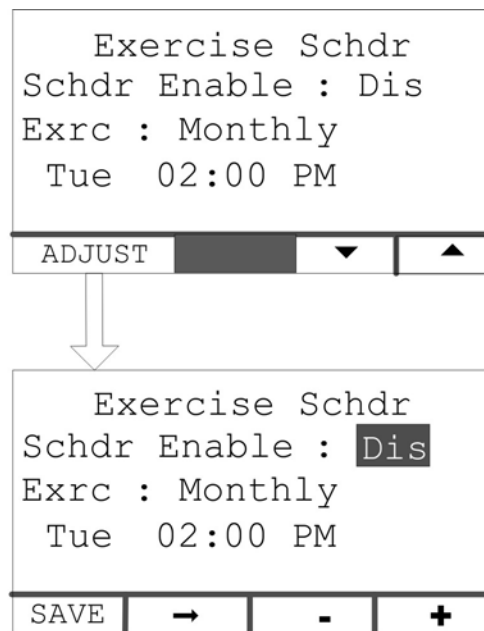 Exercise Schdr
Schdr Enable : Dis
Exrc : Monthly
Tue 02:00 PM
ADJUST ▼ ▲
Exercise Schdr
Schdr Enable : Dis
Exrc : Monthly
Tue 02:00 PM
SAVE → - +